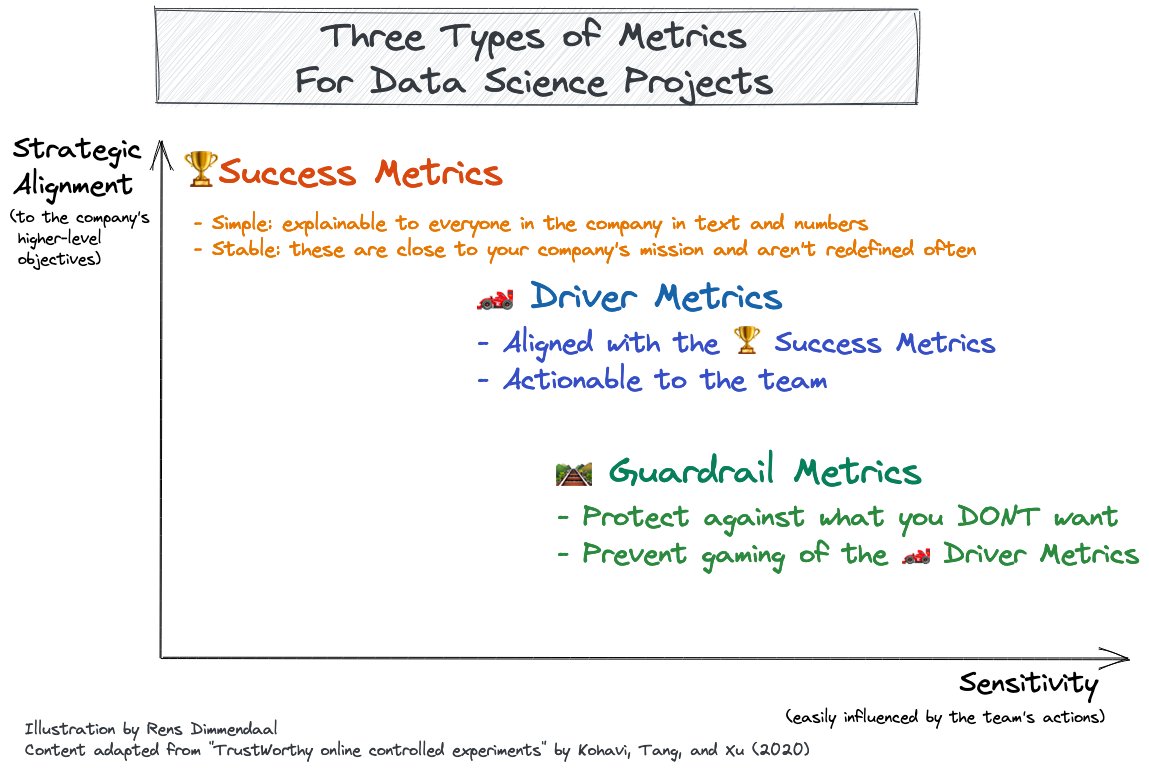 Three Types of Metrics
For Data Science Projects
Strategic
Alignment
(to the company's
higher-level
objectives)
🏆Success Metrics
- Simple: explainable to everyone in the company in text and numbers
- Stable: these are close to your company's mission and aren't redefined often
🏎️ Driver Metrics
- Aligned with the 🏆 Success Metrics
- Actionable to the team
🛤️ Guardrail Metrics
- Protect against what you DONT want
- Prevent gaming of the 🏎️ Driver Metrics
Sensitivity
(easily influenced by the team's actions)
Illustration by Rens Dimmendaal
Content adapted from "TrustWorthy online controlled experiments" by Kohavi, Tang, and Xu (2020)